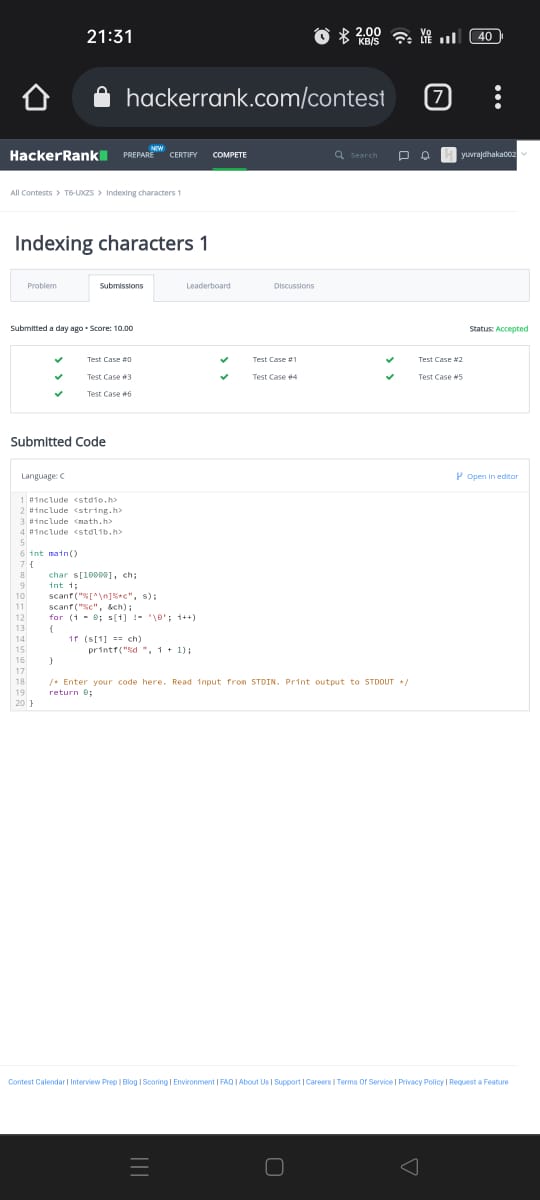 21:31
2.00 KB/S
Vo LTE
40
hackerrank.com/contest
7
HackerRank
PREPARE NEW
CERTIFY
COMPETE
Search
yuvrajdhaka002
All Contests > T6-UXZS > Indexing characters 1
Indexing characters 1
Problem
Submissions
Leaderboard
Discussions
Submitted a day ago • Score: 10.00
Status: Accepted
Test Case #0
Test Case #1
Test Case #2
Test Case #3
Test Case #4
Test Case #5
Test Case #6
Submitted Code
Language: C
Open in editor
1 #include <stdio.h>
2 #include <string.h>
3 #include <math.h>
4 #include <stdlib.h>
5
6 int main()
7 {
8 char s[10000], ch;
9 int i;
10 scanf("%[^\n]%*c", s);
11 scanf("%c", &ch);
12 for (i = 0; s[i] != '\0'; i++)
13 {
14 if (s[i] == ch)
15 printf("%d ", i + 1);
16 }
17
18 /* Enter your code here. Read input from STDIN. Print output to STDOUT */
19 return 0;
20 }
Contest Calendar | Interview Prep | Blog | Scoring | Environment | FAQ | About Us | Support | Careers | Terms Of Service | Privacy Policy | Request a Feature